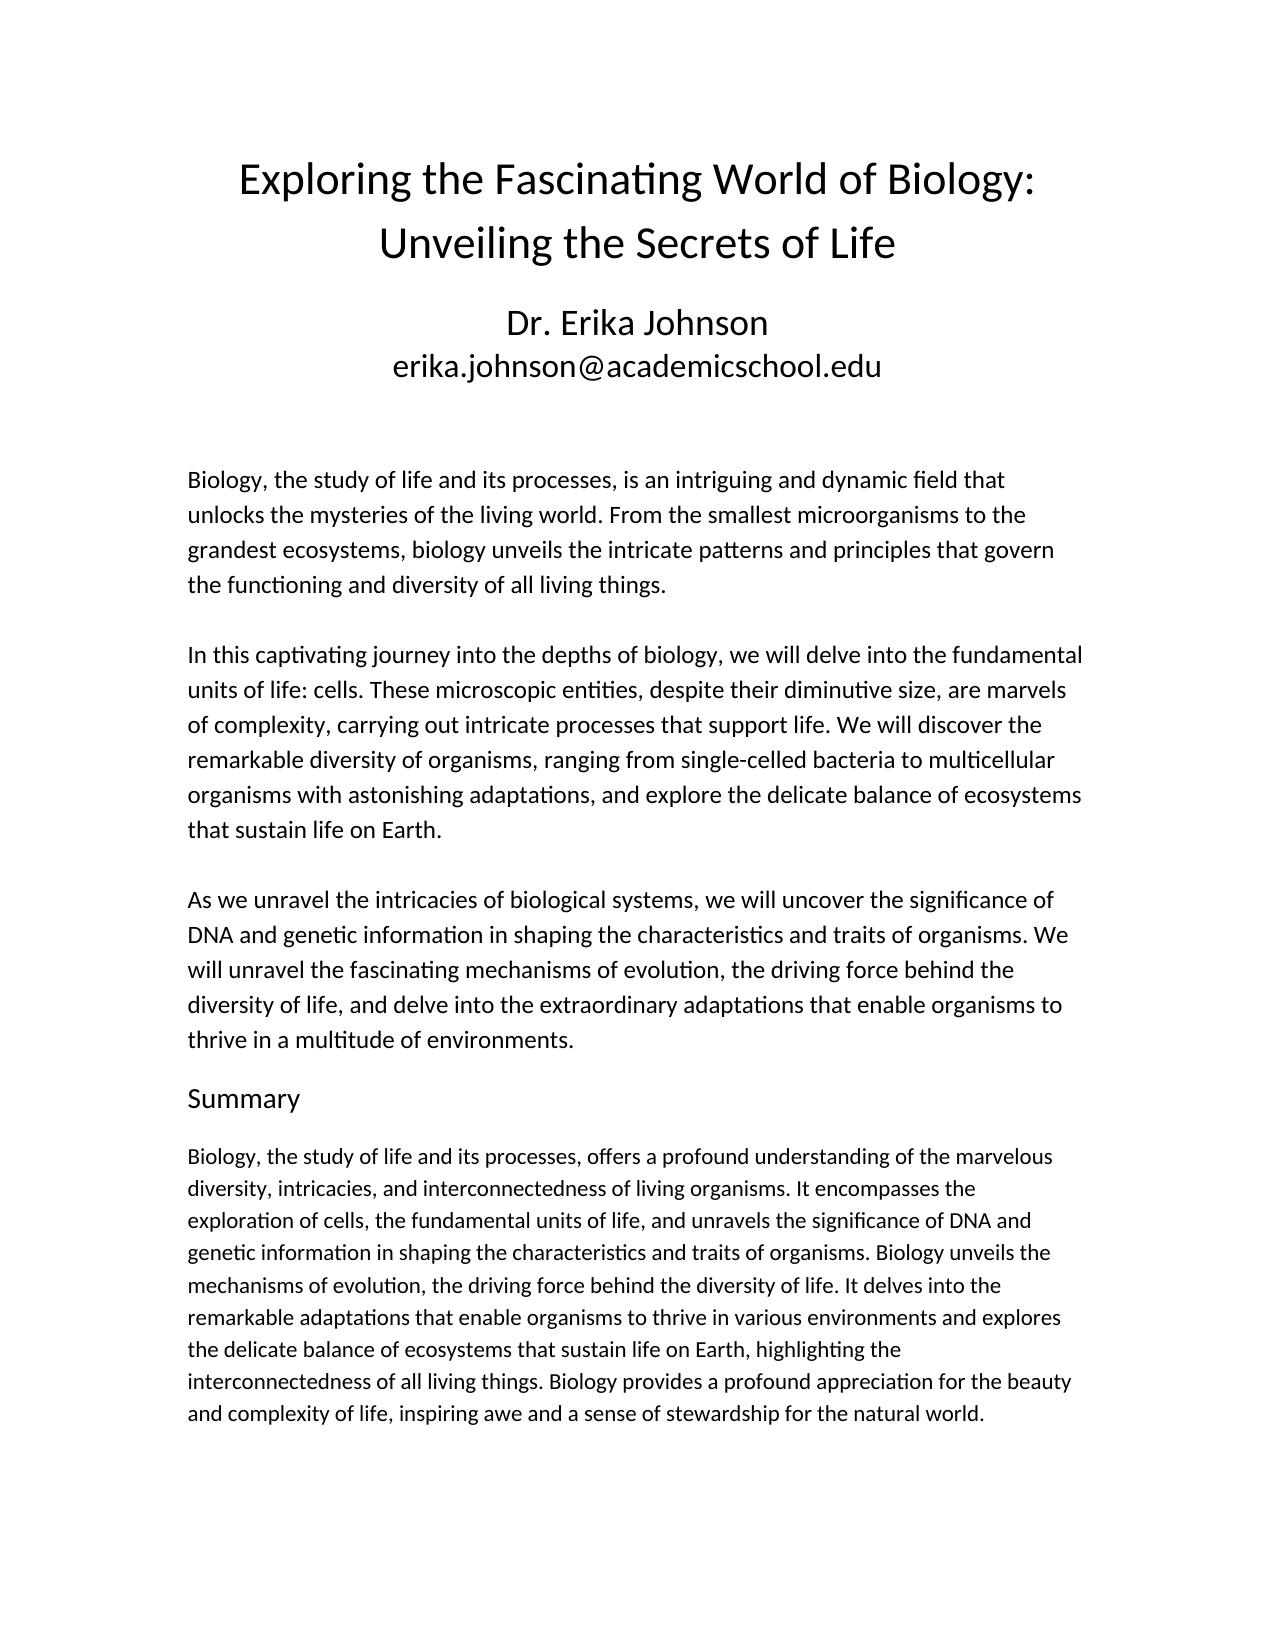 Exploring the Fascinating World of Biology:
Unveiling the Secrets of Life
Dr. Erika Johnson
erika.johnson@academicschool.edu
Biology, the study of life and its processes, is an intriguing and dynamic field that
unlocks the mysteries of the living world. From the smallest microorganisms to the
grandest ecosystems, biology unveils the intricate patterns and principles that govern
the functioning and diversity of all living things.
In this captivating journey into the depths of biology, we will delve into the fundamental
units of life: cells. These microscopic entities, despite their diminutive size, are marvels
of complexity, carrying out intricate processes that support life. We will discover the
remarkable diversity of organisms, ranging from single-celled bacteria to multicellular
organisms with astonishing adaptations, and explore the delicate balance of ecosystems
that sustain life on Earth.
As we unravel the intricacies of biological systems, we will uncover the significance of
DNA and genetic information in shaping the characteristics and traits of organisms. We
will unravel the fascinating mechanisms of evolution, the driving force behind the
diversity of life, and delve into the extraordinary adaptations that enable organisms to
thrive in a multitude of environments.
Summary
Biology, the study of life and its processes, offers a profound understanding of the marvelous
diversity, intricacies, and interconnectedness of living organisms. It encompasses the
exploration of cells, the fundamental units of life, and unravels the significance of DNA and
genetic information in shaping the characteristics and traits of organisms. Biology unveils the
mechanisms of evolution, the driving force behind the diversity of life. It delves into the
remarkable adaptations that enable organisms to thrive in various environments and explores
the delicate balance of ecosystems that sustain life on Earth, highlighting the
interconnectedness of all living things. Biology provides a profound appreciation for the beauty
and complexity of life, inspiring awe and a sense of stewardship for the natural world.